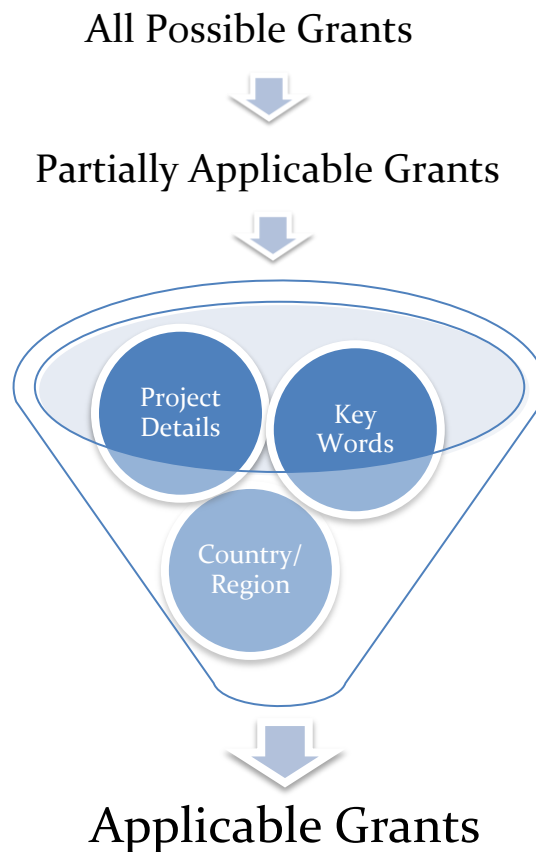 All Possible Grants
Partially Applicable Grants
Project
Details
Key
Words
Country/
Region
Applicable Grants